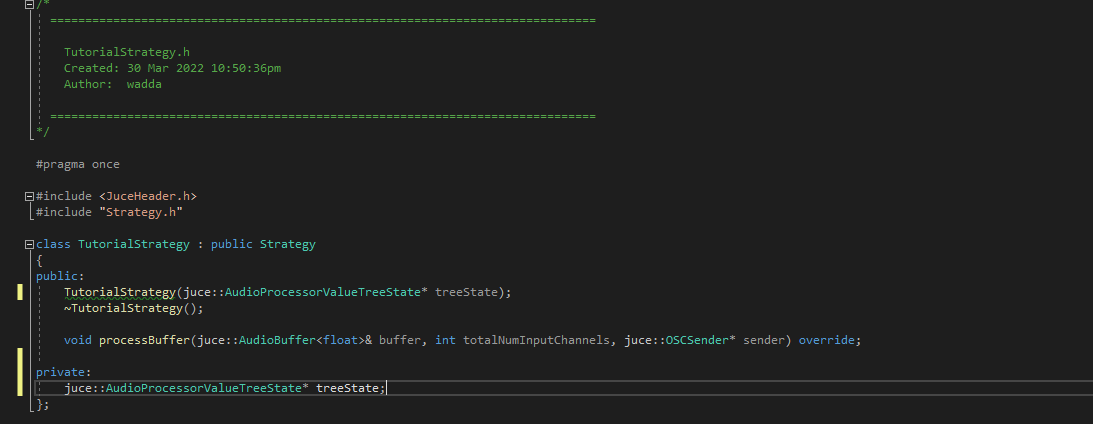 /*
==============================================================================
TutorialStrategy.h
Created: 30 Mar 2022 10:50:36pm
Author:  wadda
==============================================================================
*/
#pragma once
#include <JuceHeader.h>
#include "Strategy.h"
class TutorialStrategy : public Strategy
{
public:
    TutorialStrategy(juce::AudioProcessorValueTreeState* treeState);
    ~TutorialStrategy();
    void processBuffer(juce::AudioBuffer<float>& buffer, int totalNumInputChannels, juce::OSCSender* sender) override;
private:
    juce::AudioProcessorValueTreeState* treeState;
};